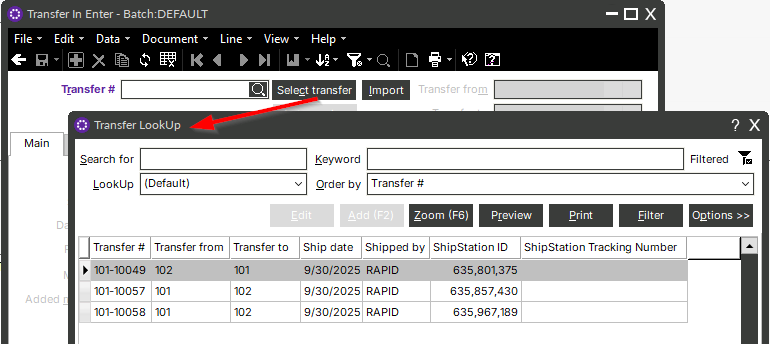 Transfer In Enter - Batch:DEFAULT
File Edit Data Document Line View Help
Transfer # Select transfer Import Transfer from
Transfer LookUp ? X
Main
Search for Keyword Filtered
LookUp (Default) Order by Transfer #
Edit Add (F2) Zoom (F6) Preview Print Filter Options >>
Transfer # Transfer from Transfer to Ship date Shipped by ShipStation ID ShipStation Tracking Number
101-10049 102 101 9/30/2025 RAPID 635,801,375
101-10057 101 102 9/30/2025 RAPID 635,857,430
101-10058 101 102 9/30/2025 RAPID 635,967,189
Added